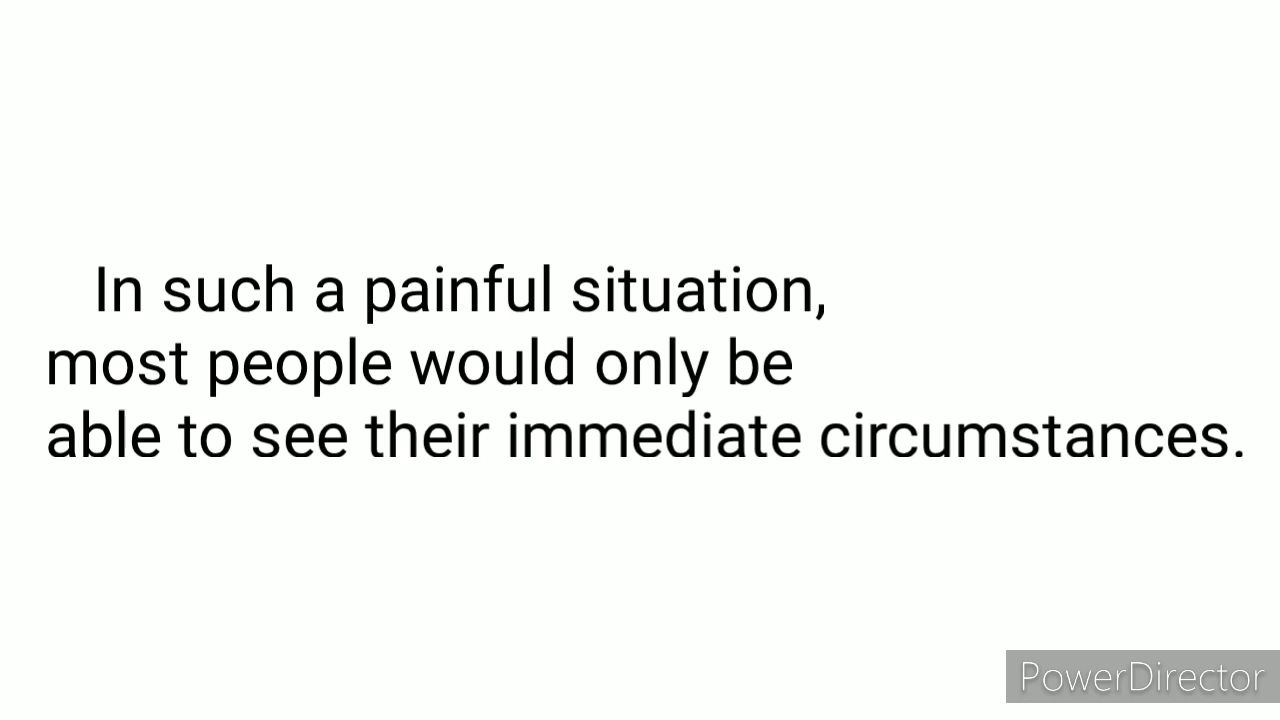 In such a painful situation,
most people would only be
able to see their immediate circumstances.
PowerDirector